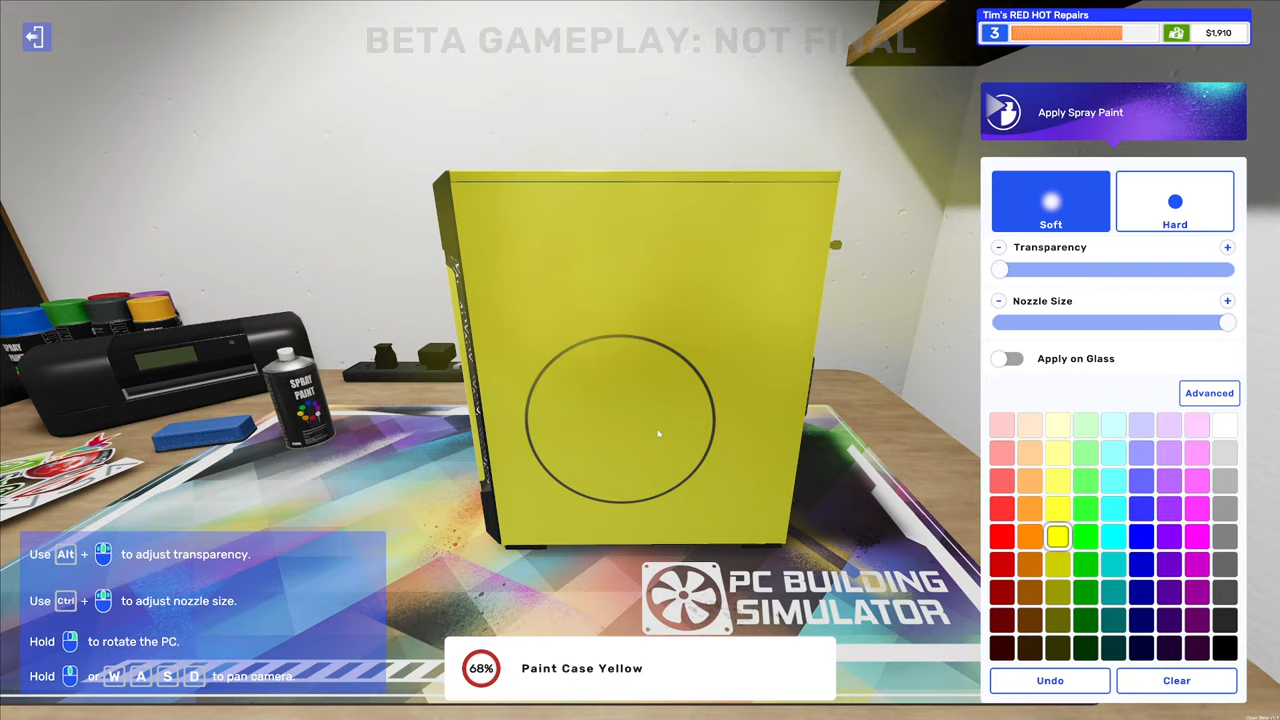 BETA GAMEPLAY: NOT FINAL
Tim's RED HOT Repairs
3
$1,910
Apply Spray Paint
Soft
Hard
- Transparency +
- Nozzle Size +
Apply on Glass
Advanced
SPRAY PAINT
Use Alt + to adjust transparency.
Use Ctrl + to adjust nozzle size.
Hold to rotate the PC.
Hold or W A S D to pan camera.
PC BUILDING
SIMULATOR
68% Paint Case Yellow
Undo
Clear